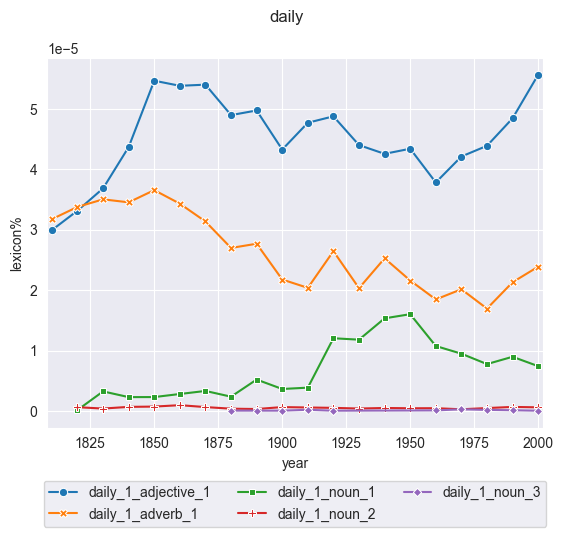 daily
1e−5
5
4
3
2
1
0
lexicon%
1825 1850 1875 1900 1925 1950 1975 2000
year
daily_1_adjective_1 daily_1_noun_1 daily_1_noun_3
daily_1_adverb_1 daily_1_noun_2